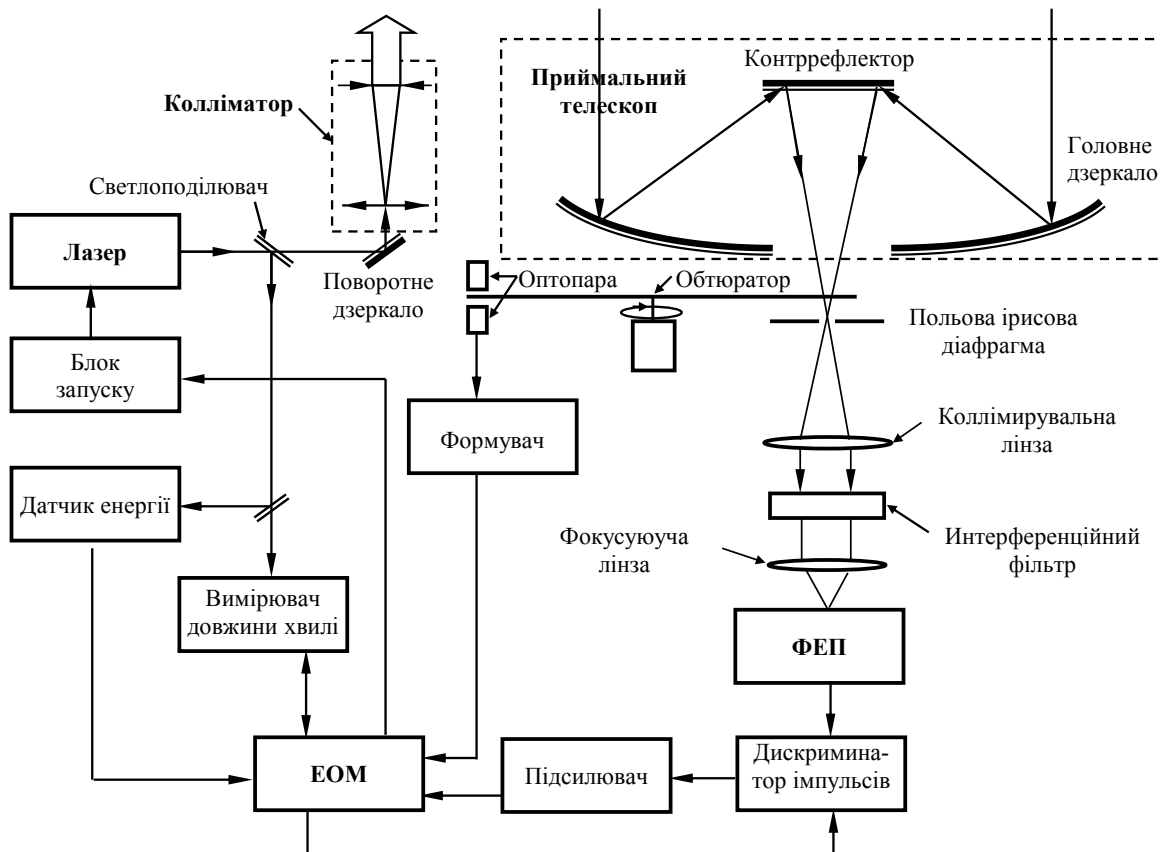 Контррефлектор
Приймальний
телескоп
Колліматор
Головне
дзеркало
Светлоподілювач
Лазер
Поворотне
дзеркало
Оптопара
Обтюратор
Польова ірисова
діафрагма
Блок
запуску
Формувач
Коллімирувальна
лінза
Датчик енергії
Фокусуюуча
лінза
Интерференційний
фільтр
Вимірювач
довжини хвилі
ФЕП
ЕОМ
Підсилювач
Дискримина-
тор імпульсів